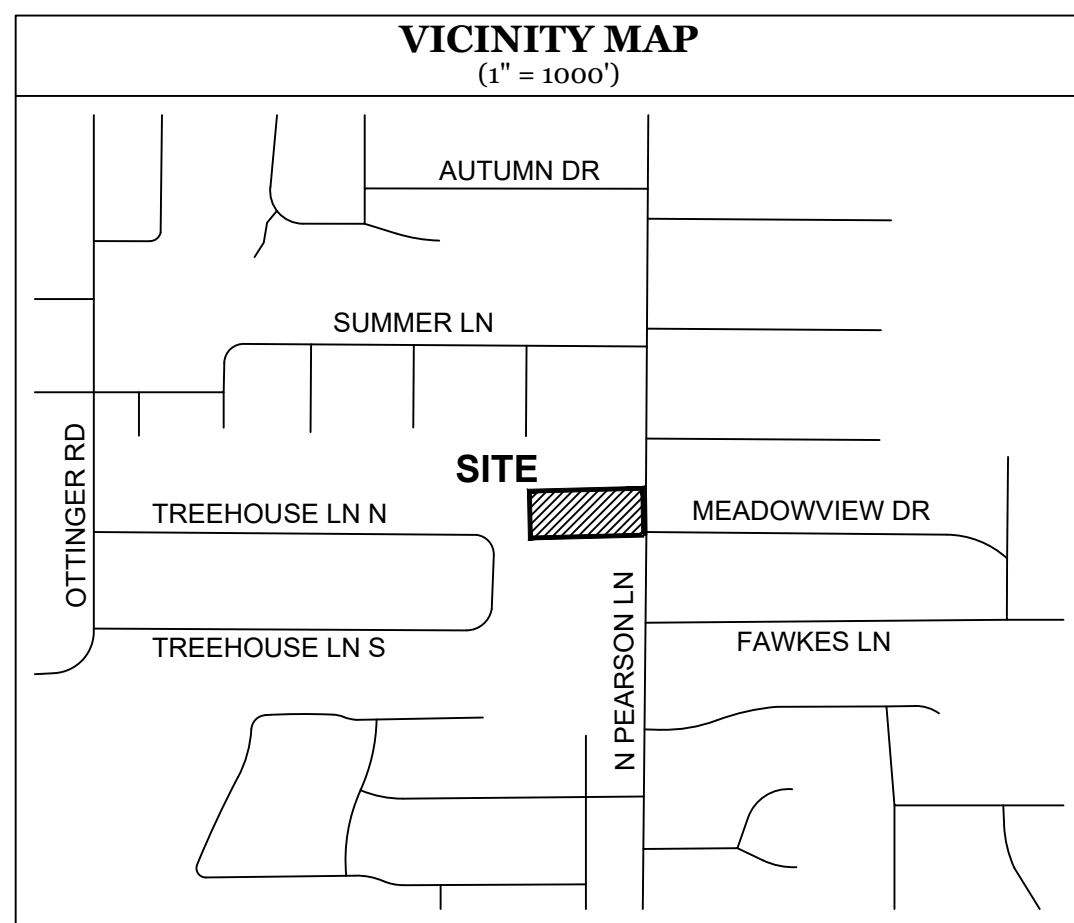 VICINITY MAP
(1" = 1000')
AUTUMN DR
SUMMER LN
OTTINGER RD
SITE
TREEHOUSE LN N
MEADOWVIEW DR
N PEARSON LN
TREEHOUSE LN S
FAWKES LN